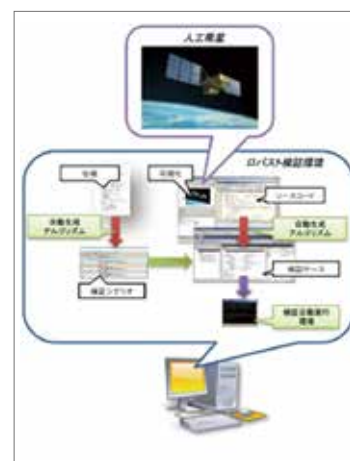 人工衛星
ロバスト検証環境
仕様
可視化
ソースコード
自動生成
アルゴリズム
自動生成
アルゴリズム
検証シナリオ
検証ケース
検証自動実行
環境